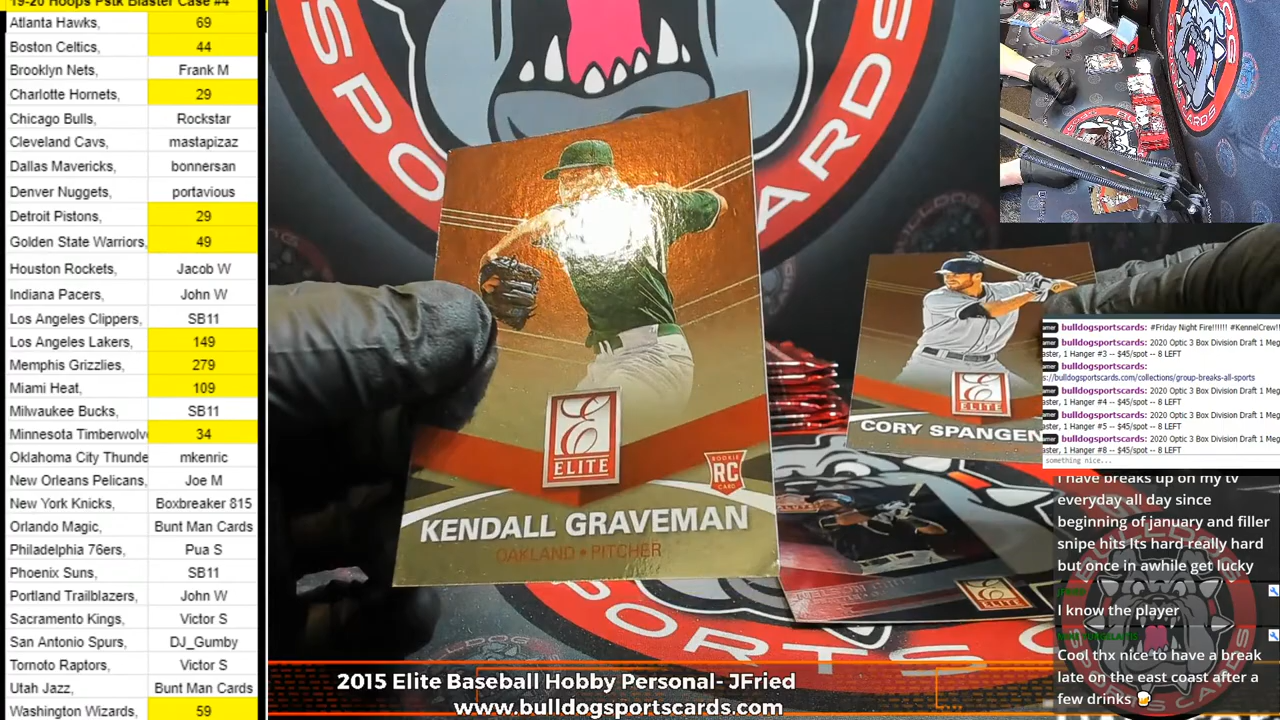 19-20 Hoops Pstk Blaster Case #4
Atlanta Hawks, 69
Boston Celtics, 44
Brooklyn Nets, Frank M
Charlotte Hornets, 29
Chicago Bulls, Rockstar
Cleveland Cavs, mastapizaz
Dallas Mavericks, bonnersan
Denver Nuggets, portavious
Detroit Pistons, 29
Golden State Warriors, 49
Houston Rockets, Jacob W
Indiana Pacers, John W
Los Angeles Clippers, SB11
Los Angeles Lakers, 149
Memphis Grizzlies, 279
Miami Heat, 109
Milwaukee Bucks, SB11
Minnesota Timberwolv 34
Oklahoma City Thunde mkenric
New Orleans Pelicans, Joe M
New York Knicks, Boxbreaker 815
Orlando Magic, Bunt Man Cards
Philadelphia 76ers, Pua S
Phoenix Suns, SB11
Portland Trailblazers, John W
Sacramento Kings, Victor S
San Antonio Spurs, DJ_Gumby
Tornoto Raptors, Victor S
Utah Jazz, Bunt Man Cards
Washington Wizards, 59
SPO
CARDS
SPORTS
ELITE
RC
ROOKIE
CARD
KENDALL GRAVEMAN
OAKLAND • PITCHER
ELITE
CORY SPANGEN
ELITE
bulldogsportscards: #Friday Night Fire!!!!!! #KennelCrew!!
bulldogsportscards: 2020 Optic 3 Box Division Draft 1 Meg
aster, 1 Hanger #3 -- $45/spot -- 8 LEFT
bulldogsportscards:
s://bulldogsportscards.com/collections/group-breaks-all-sports
bulldogsportscards: 2020 Optic 3 Box Division Draft 1 Meg
aster, 1 Hanger #4 -- $45/spot -- 8 LEFT
bulldogsportscards: 2020 Optic 3 Box Division Draft 1 Meg
aster, 1 Hanger #5 -- $45/spot -- 8 LEFT
bulldogsportscards: 2020 Optic 3 Box Division Draft 1 Meg
aster, 1 Hanger #8 -- $45/spot -- 8 LEFT
something nice...
I have breaks up on my tv
everyday all day since
beginning of january and filler
snipe hits Its hard really hard
but once in awhile get lucky
I know the player
Cool thx nice to have a break
late on the east coast after a
few drinks
2015 Elite Baseball Hobby Personal- JFried
www.bulldogsportscards.com